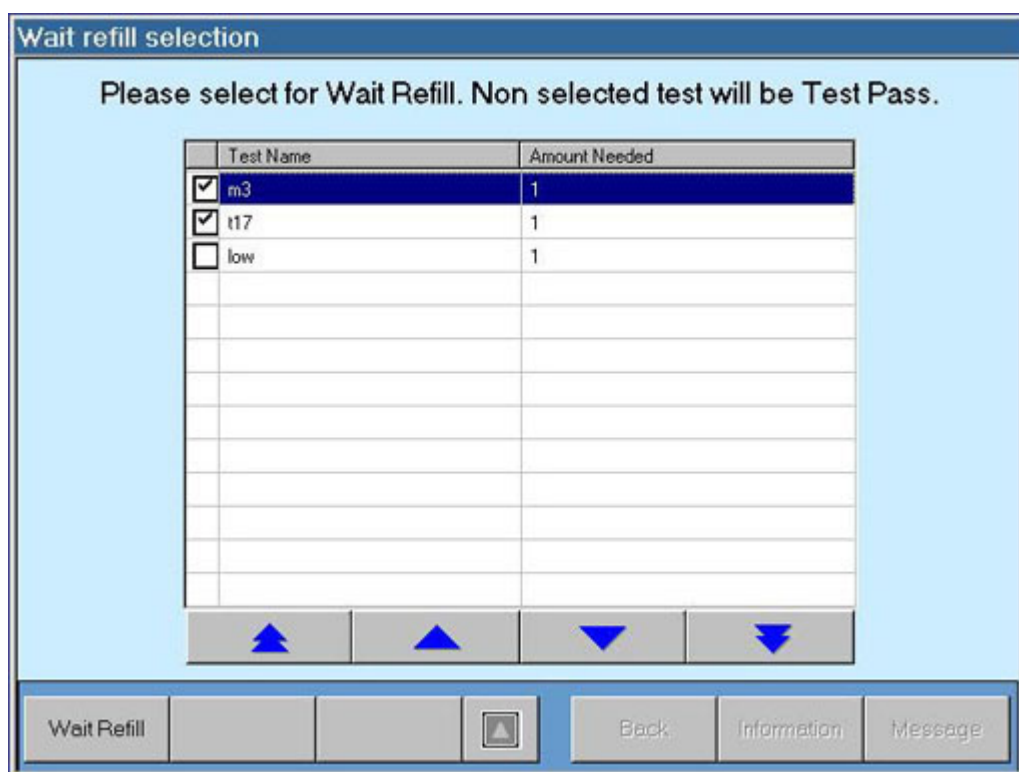 Wait refill selection
Please select for Wait Refill. Non selected test will be Test Pass.
Test Name Amount Needed
m3 1
t17 1
low 1
Wait Refill Back Information Message